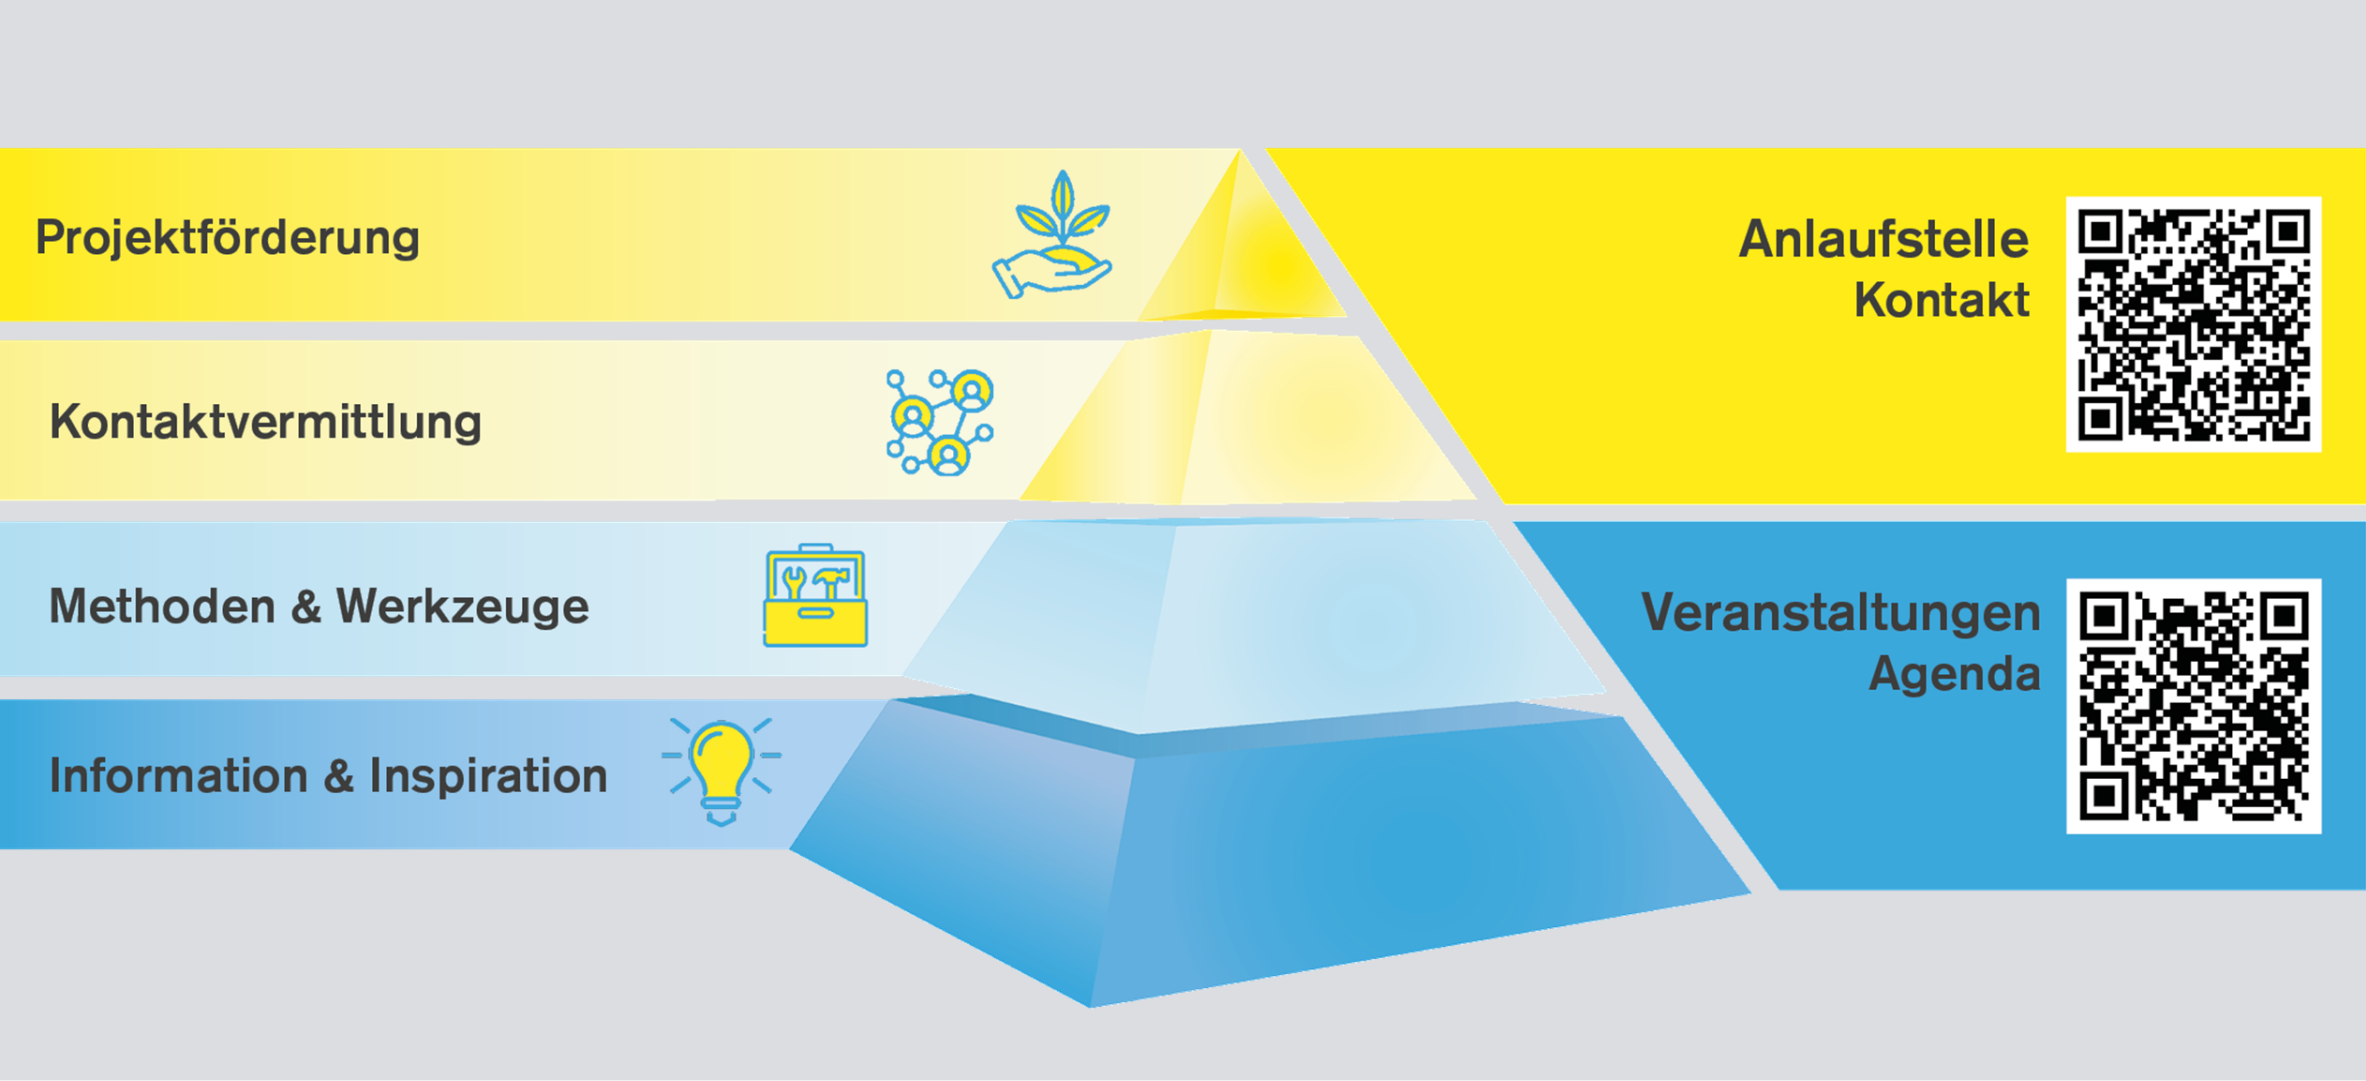 Projektförderung
Kontaktvermittlung
Methoden & Werkzeuge
Information & Inspiration
Anlaufstelle
Kontakt
Veranstaltungen
Agenda